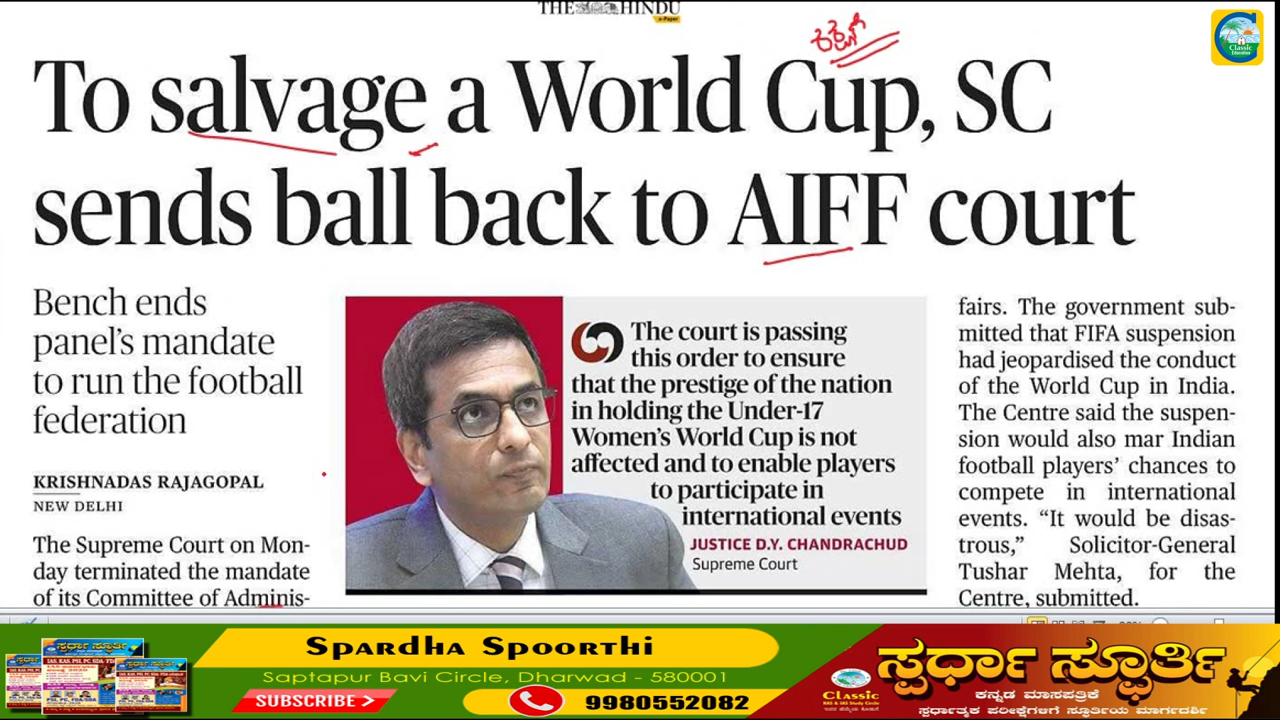 THE HINDU
e-Paper
To salvage a World Cup, SC
sends ball back to AIFF court
Bench ends
panel's mandate
to run the football
federation
KRISHNADAS RAJAGOPAL
NEW DELHI
The Supreme Court on Mon-
day terminated the mandate
of its Committee of Adminis-
The court is passing
this order to ensure
that the prestige of the nation
in holding the Under-17
Women's World Cup is not
affected and to enable players
to participate in
international events
JUSTICE D.Y. CHANDRACHUD
Supreme Court
fairs. The government sub-
mitted that FIFA suspension
had jeopardised the conduct
of the World Cup in India.
The Centre said the suspen-
sion would also mar Indian
football players' chances to
compete in international
events. "It would be disas-
trous," Solicitor-General
Tushar Mehta, for the
Centre, submitted.
Classic
Education
Spardha Spoorthi
Saptapur Bavi Circle, Dharwad - 580001
SUBSCRIBE >
9980552082
ಸ್ಪರ್ಧಾ ಸ್ಫೂರ್ತಿ
ಕನ್ನಡ ಮಾಸಪತ್ರಿಕೆ
ಸ್ಪರ್ಧಾತ್ಮಕ ಪರೀಕ್ಷೆಗಳಿಗೆ ಸ್ಫೂರ್ತಿಯ ಮಾರ್ಗದರ್ಶಿ
Classic
KAS & IAS Study Circle